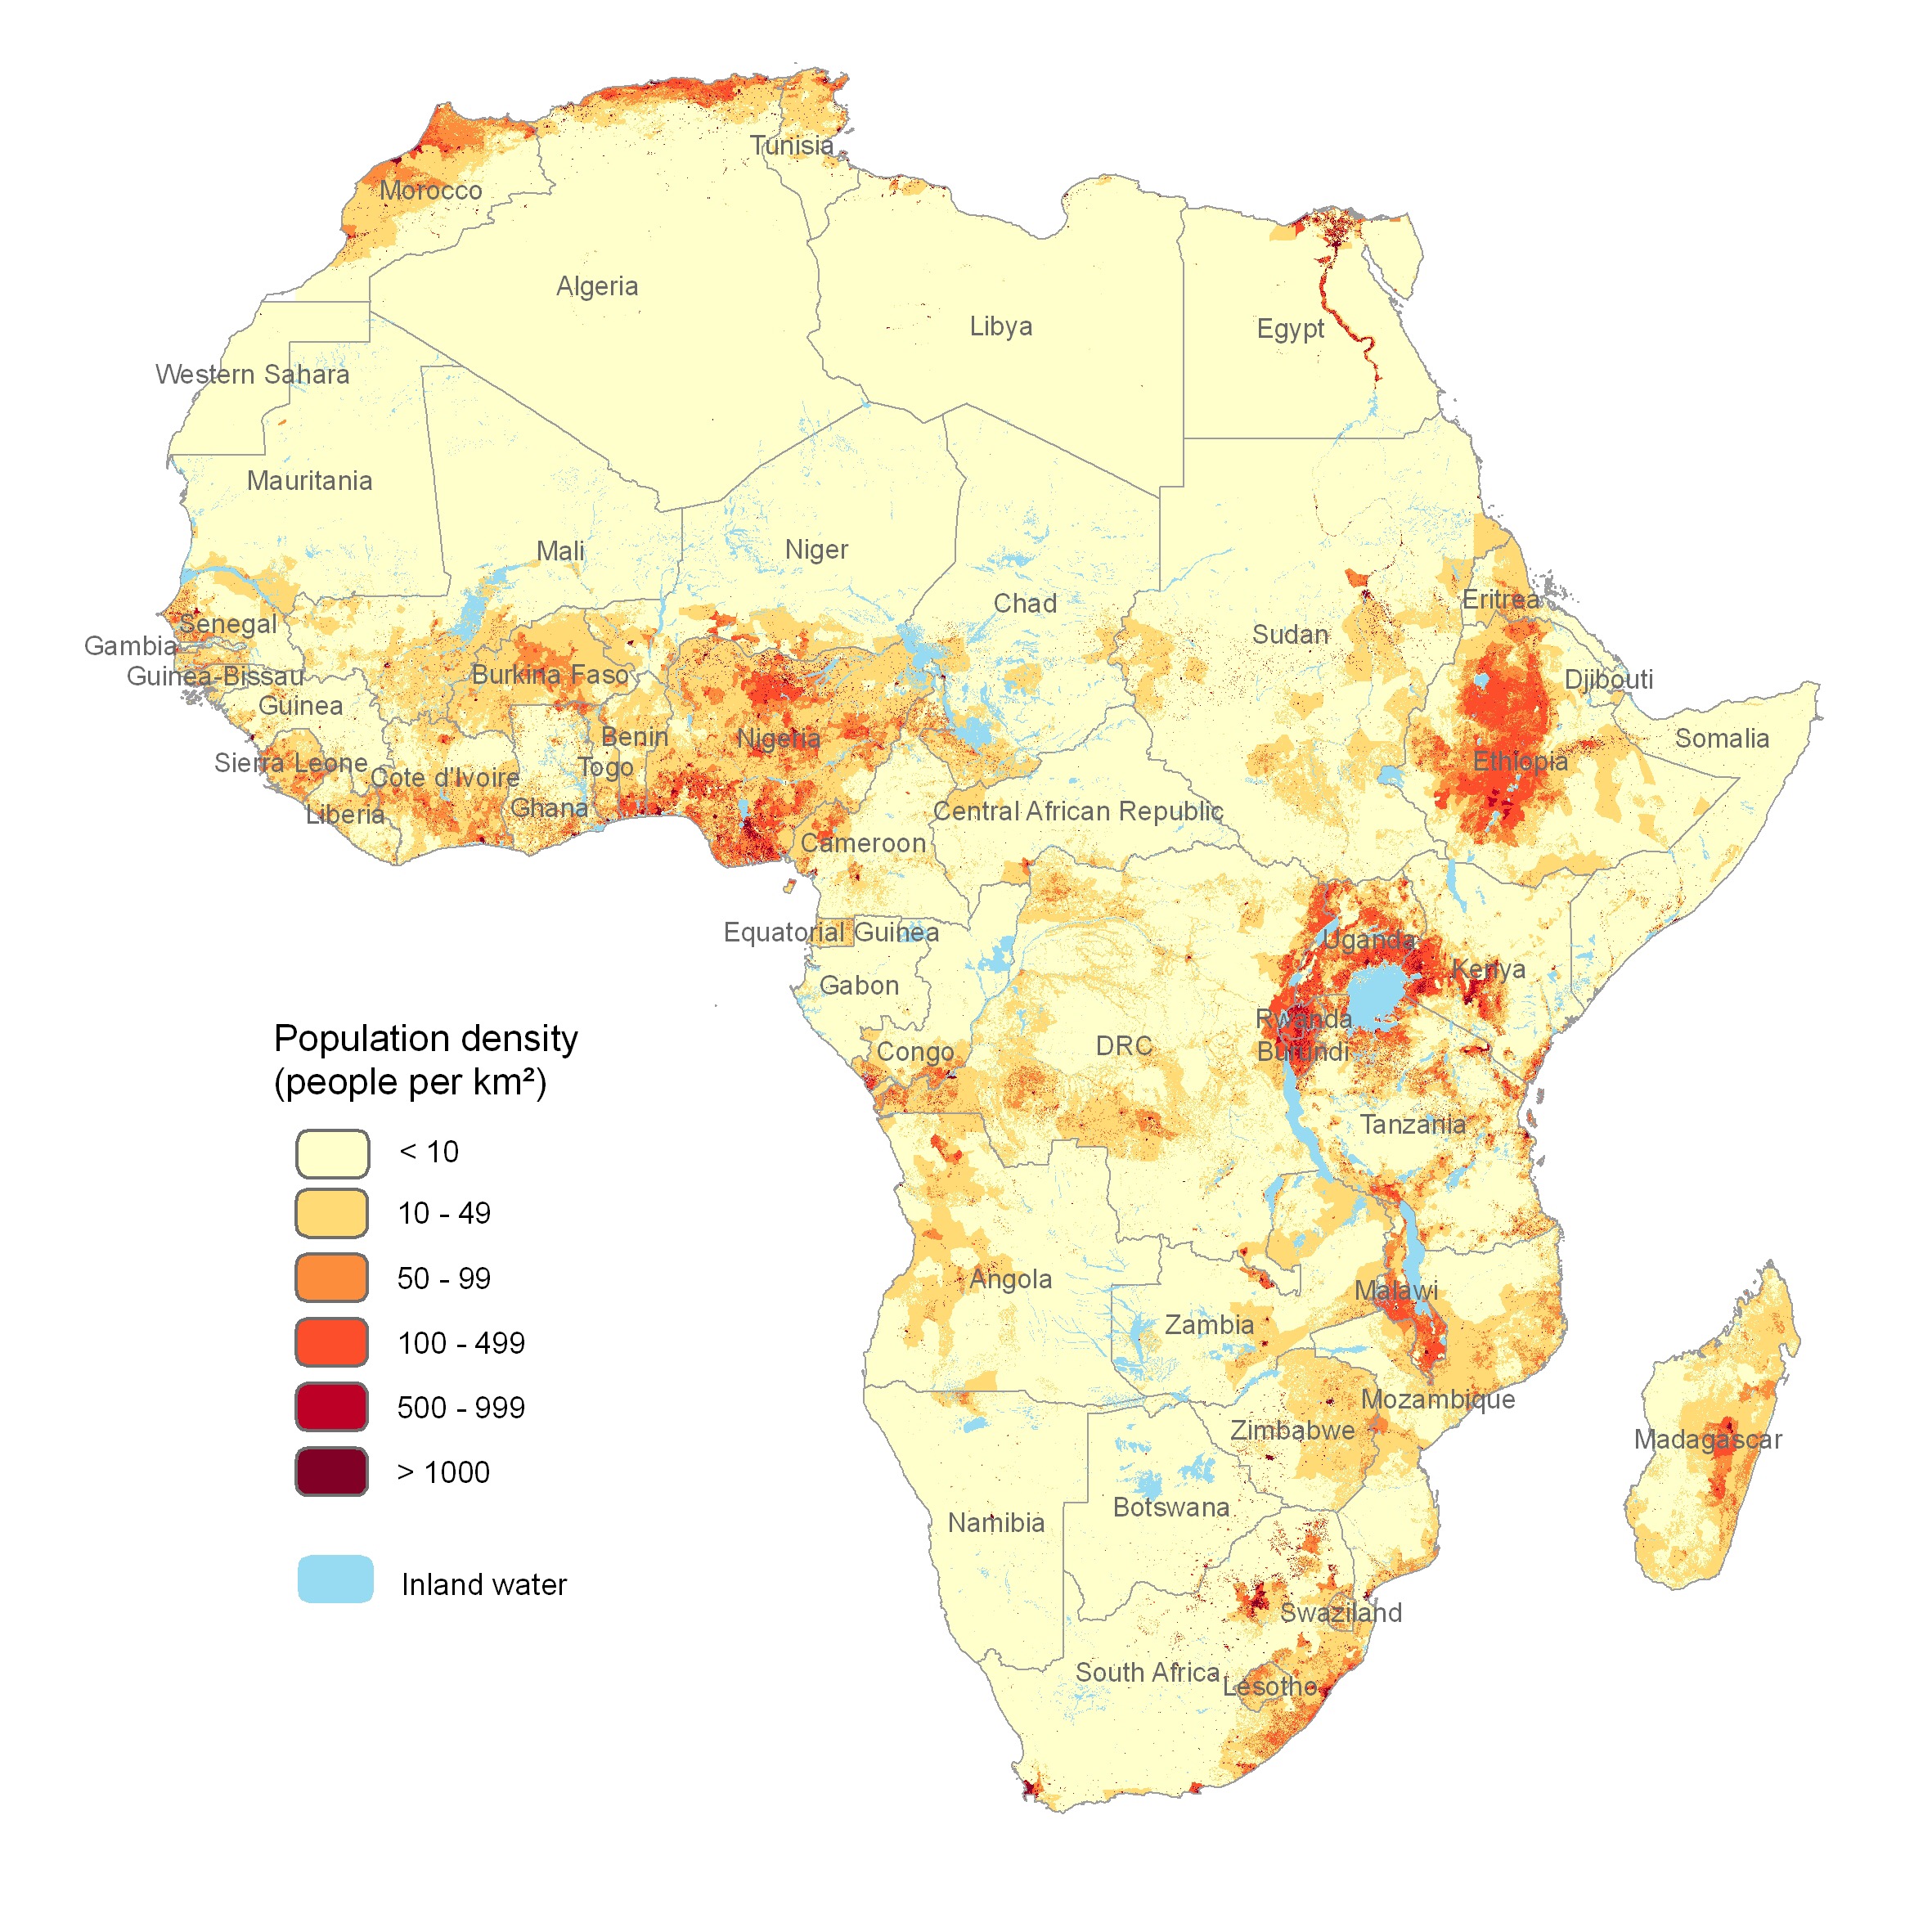 Tunisia
Morocco
Algeria
Libya
Egypt
Western Sahara
Mauritania
Mali
Niger
Chad
Sudan
Eritrea
Senegal
Gambia
Guinea-Bissau
Burkina Faso
Djibouti
Guinea
Benin
Nigeria
Somalia
Sierra Leone
Togo
Ethiopia
Cote d'Ivoire
Ghana
Liberia
Central African Republic
Cameroon
Equatorial Guinea
Uganda
Kenya
Gabon
Rwanda
Burundi
Congo
DRC
Tanzania
Angola
Malawi
Zambia
Mozambique
Zimbabwe
Madagascar
Botswana
Namibia
Swaziland
South Africa
Lesotho
Population density
(people per km²)
< 10
10 - 49
50 - 99
100 - 499
500 - 999
> 1000
Inland water